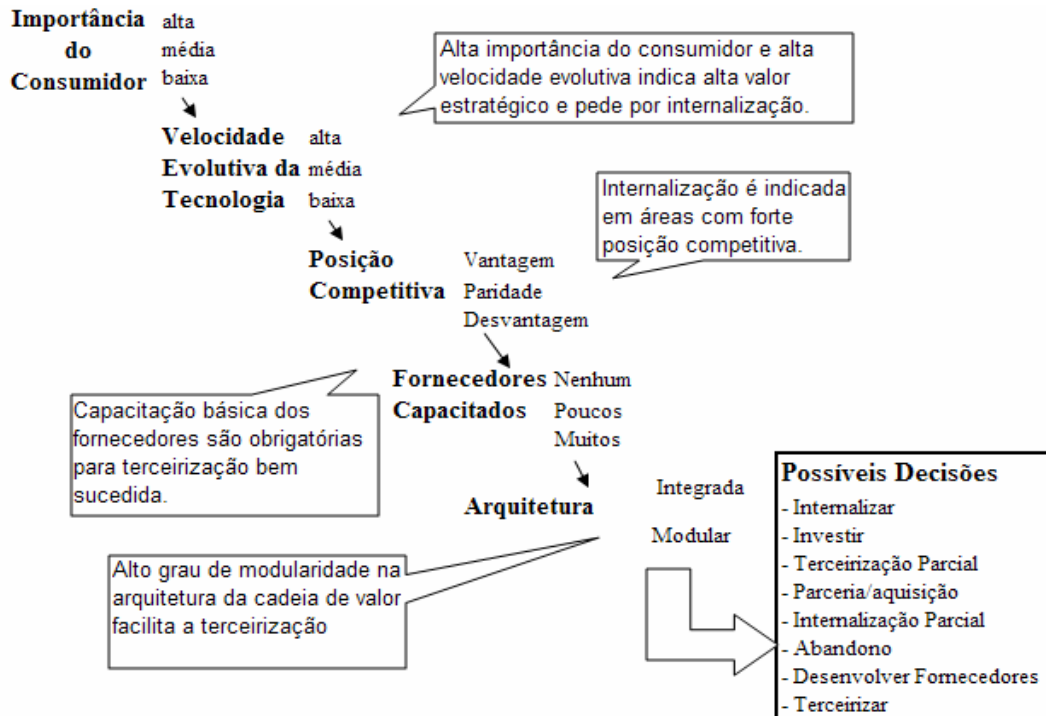 Importância alta
do média
Consumidor baixa
Alta importância do consumidor e alta
velocidade evolutiva indica alta valor
estratégico e pede por internalização.
Velocidade alta
Evolutiva da média
Tecnologia baixa
Internalização é indicada
em áreas com forte
posição competitiva.
Posição Vantagem
Competitiva Paridade
Desvantagem
Fornecedores Nenhum
Capacitados Poucos
Muitos
Capacitação básica dos
fornecedores são obrigatórias
para terceirização bem
sucedida.
Arquitetura
Integrada
Modular
Alto grau de modularidade na
arquitetura da cadeia de valor
facilita a terceirização
Possíveis Decisões
- Internalizar
- Investir
- Terceirização Parcial
- Parceria/aquisição
- Internalização Parcial
- Abandono
- Desenvolver Fornecedores
- Terceirizar